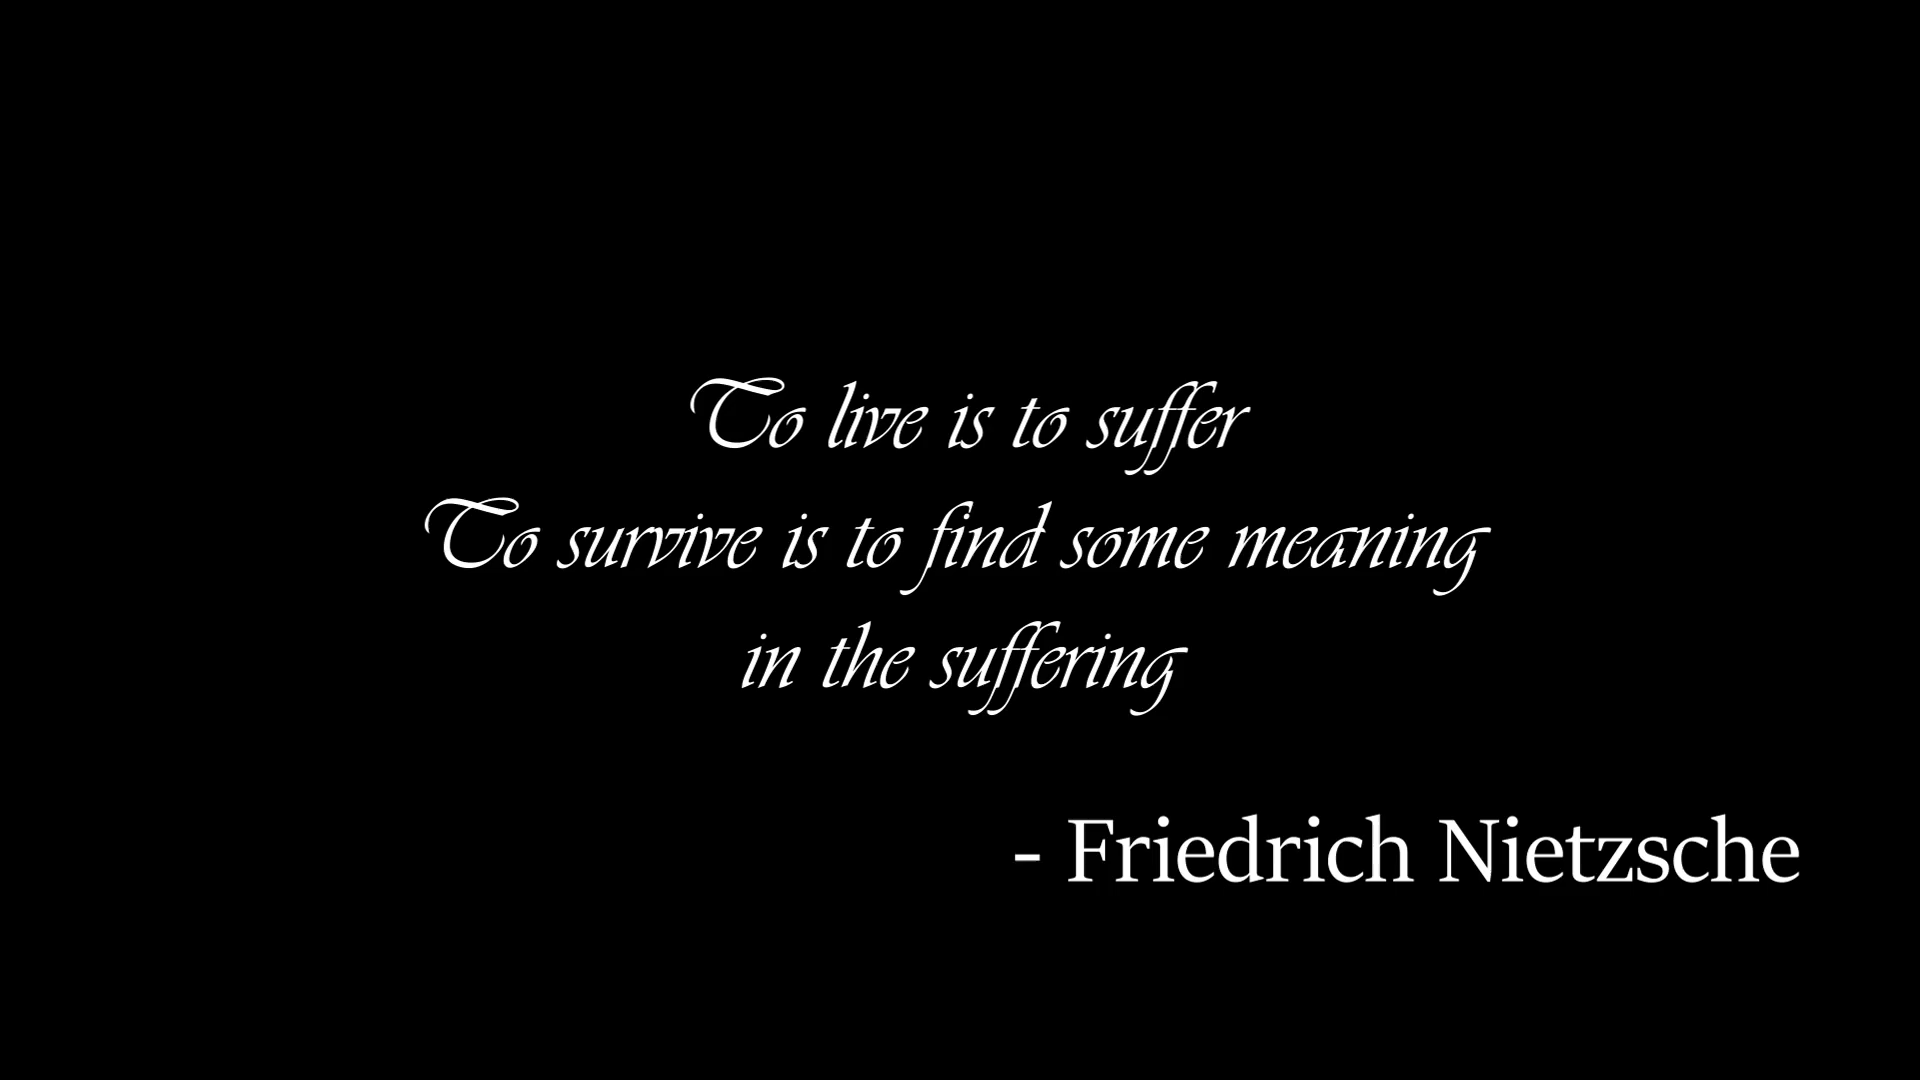 To live is to suffer
To survive is to find some meaning
in the suffering
- Friedrich Nietzsche